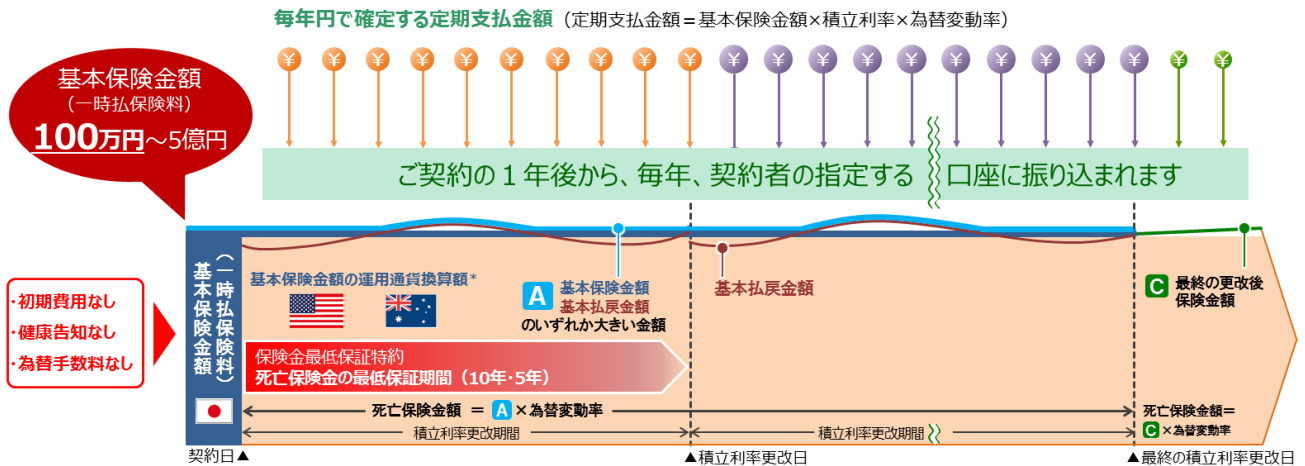 毎年円で確定する定期支払金額（定期支払金額＝基本保険金額×積立利率×為替変動率）
基本保険金額
（一時払保険料）
100万円～5億円
¥ ¥ ¥ ¥ ¥ ¥ ¥ ¥ ¥ ¥ ¥ ¥ ¥ ¥ ¥ ¥ ¥ ¥ ¥ ¥ ¥ ¥
ご契約の1年後から、毎年、契約者の指定する 口座に振り込まれます
・初期費用なし
・健康告知なし
・為替手数料なし
基本保険金額
（一時払保険料）
基本保険金額の運用通貨換算額*
A 基本保険金額
基本払戻金額
のいずれか大きい金額
基本払戻金額
C 最終の更改後
保険金額
保険金最低保証特約
死亡保険金の最低保証期間（10年・5年）
死亡保険金額 ＝ A×為替変動率
死亡保険金額＝
C×為替変動率
積立利率更改期間
積立利率更改期間
契約日▲
▲積立利率更改日
▲最終の積立利率更改日